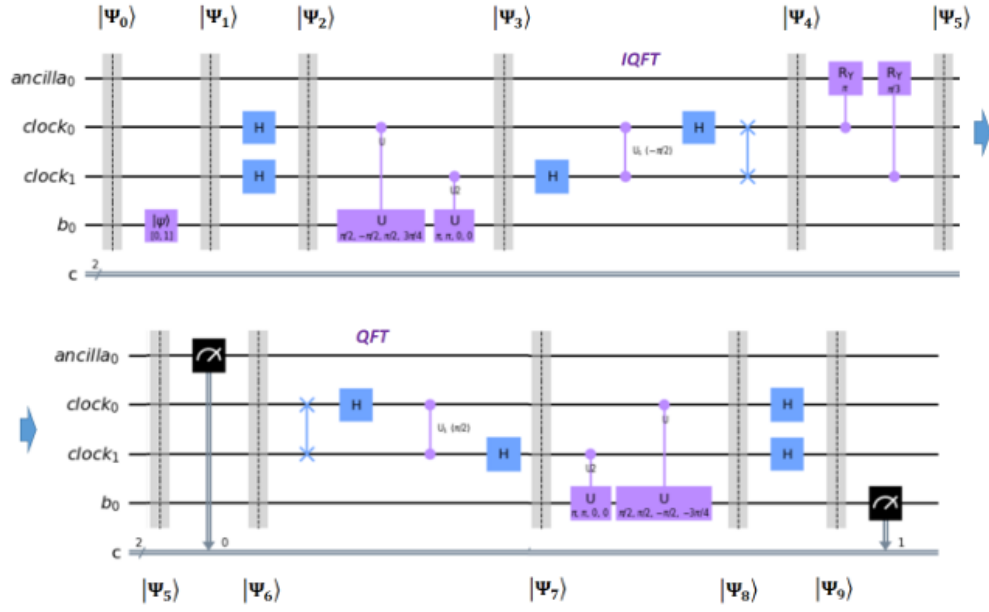 |Ψ₀⟩ |Ψ₁⟩ |Ψ₂⟩ |Ψ₃⟩ |Ψ₄⟩ |Ψ₅⟩
IQFT
ancilla₀ R_Y π R_Y π/3
clock₀ H U H
clock₁ H U2 H U₁ (−π/2)
b₀ |ψ⟩ [0, 1] U π/2, −π/2, π/2, 3π/4 U π, π, 0, 0
c 2
QFT
ancilla₀
clock₀ H U H
clock₁ U₁ (π/2) H U2 H
b₀ U π, π, 0, 0 U π/2, π/2, −π/2, −3π/4
c 2 0 1
|Ψ₅⟩ |Ψ₆⟩ |Ψ₇⟩ |Ψ₈⟩ |Ψ₉⟩